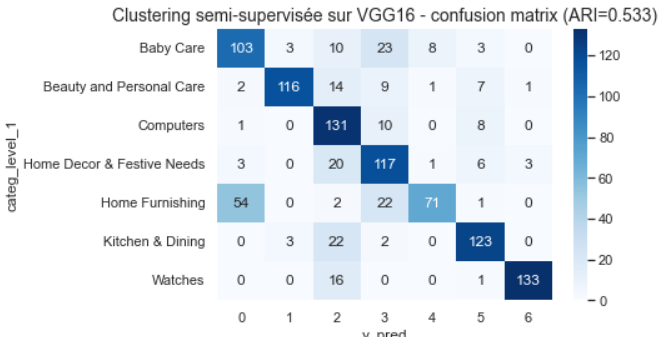 Clustering semi-supervisée sur VGG16 - confusion matrix (ARI=0.533)
categ_level_1
Baby Care 103 3 10 23 8 3 0
Beauty and Personal Care 2 116 14 9 1 7 1
Computers 1 0 131 10 0 8 0
Home Decor & Festive Needs 3 0 20 117 1 6 3
Home Furnishing 54 0 2 22 71 1 0
Kitchen & Dining 0 3 22 2 0 123 0
Watches 0 0 16 0 0 1 133
0 1 2 3 4 5 6
y_pred
120
100
80
60
40
20
0